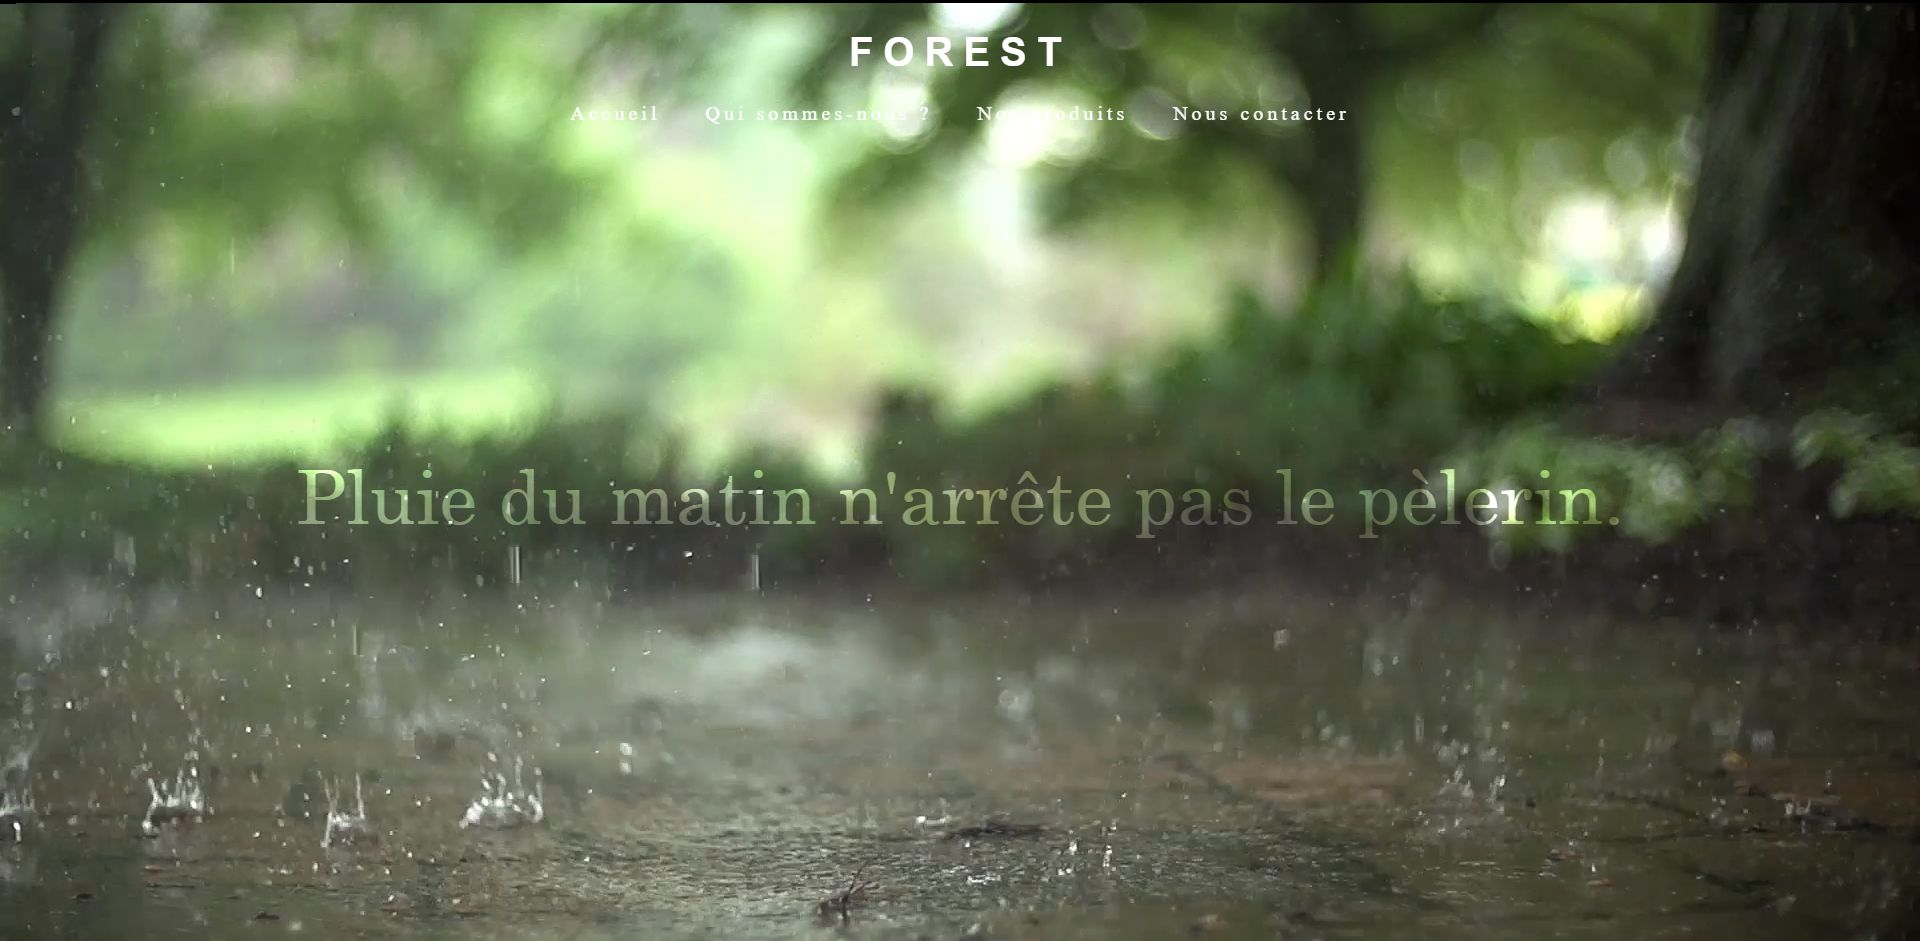 FOREST
Accueil Qui sommes-nous ? Nos produits Nous contacter
Pluie du matin n'arrête pas le pèlerin.